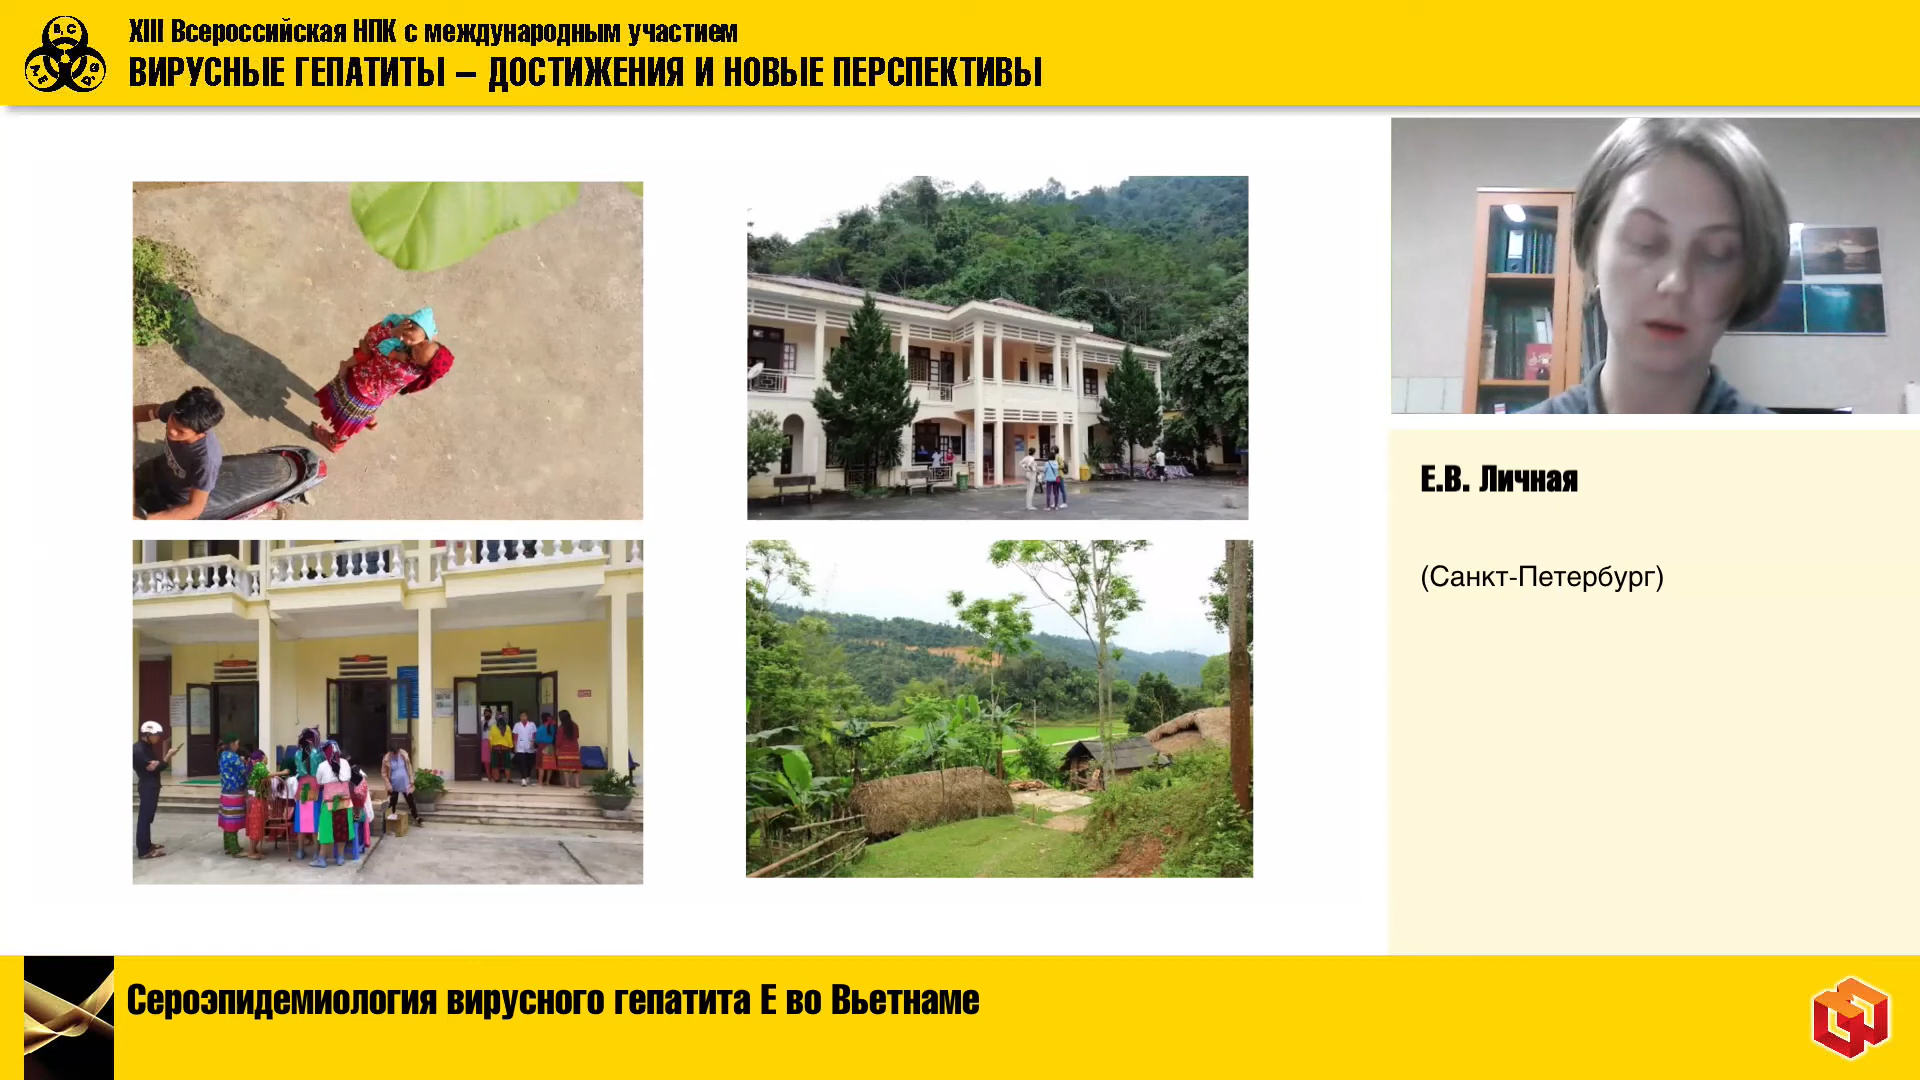 XIII Всероссийская НПК с международным участием
ВИРУСНЫЕ ГЕПАТИТЫ – ДОСТИЖЕНИЯ И НОВЫЕ ПЕРСПЕКТИВЫ
B, C
Е.В. Личная
(Санкт-Петербург)
Сероэпидемиология вирусного гепатита Е во Вьетнаме